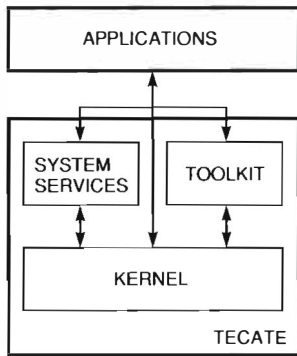 APPLICATIONS
SYSTEM
SERVICES
TOOLKIT
KERNEL
TECATE